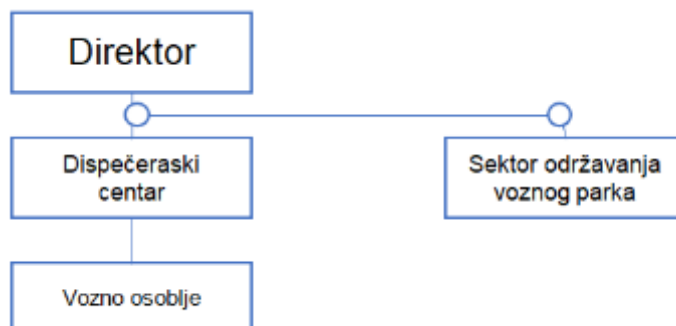 Direktor
Dispečeraski
centar
Sektor održavanja
voznog parka
Vozno osoblje